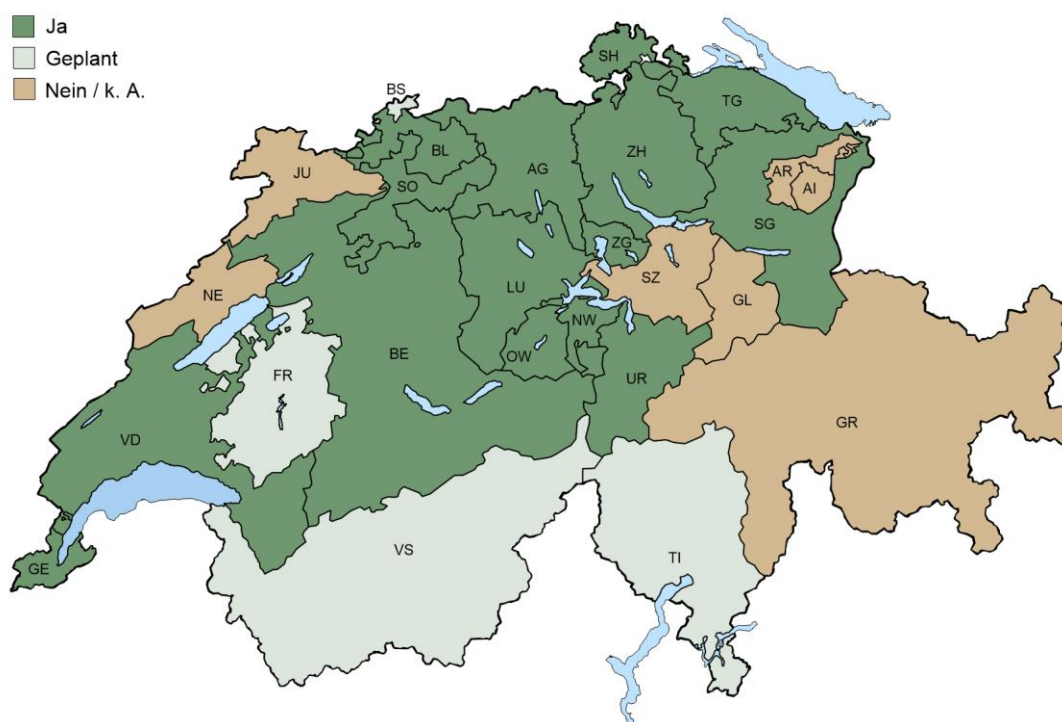 Ja
Geplant
Nein / k. A.
SH
BS
TG
BL
AG
ZH
JU
SO
AR
AI
SG
ZG
NE
LU
SZ
GL
NW
BE
OW
FR
UR
GR
VD
VS
TI
GE